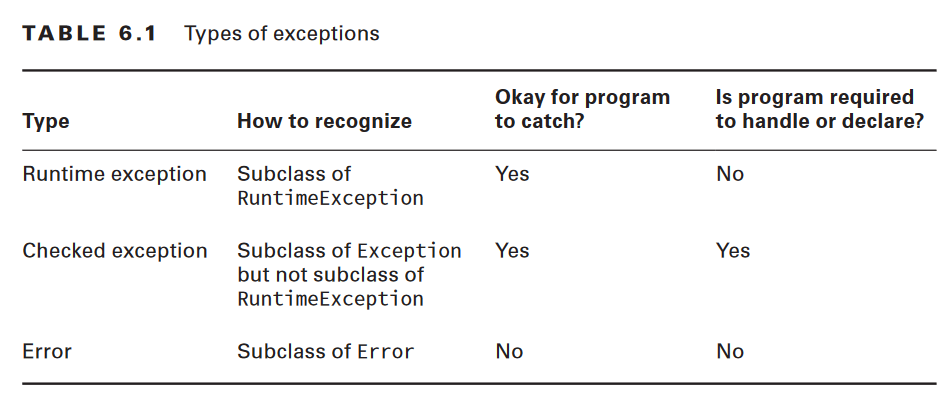 TABLE 6.1 Types of exceptions
Okay for program Is program required
Type How to recognize to catch? to handle or declare?
Runtime exception Subclass of Yes No
RuntimeException
Checked exception Subclass of Exception Yes Yes
but not subclass of
RuntimeException
Error Subclass of Error No No